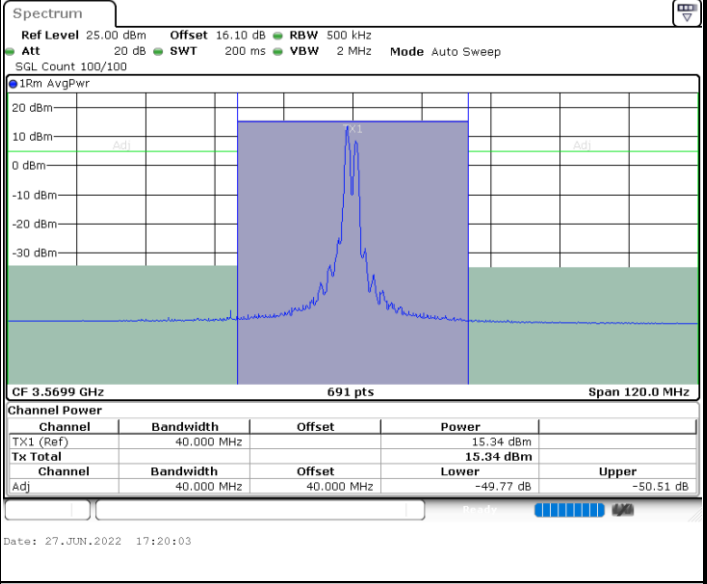 Spectrum
Ref Level 25.00 dBm Offset 16.10 dB RBW 500 kHz
Att 20 dB SWT 200 ms VBW 2 MHz Mode Auto Sweep
SGL Count 100/100
1Rm AvgPwr
20 dBm
TX1
10 dBm
Adj Adj
0 dBm
-10 dBm
-20 dBm
-30 dBm
CF 3.5699 GHz 691 pts Span 120.0 MHz
Channel Power
Channel Bandwidth Offset Power
TX1 (Ref) 40.000 MHz 15.34 dBm
Tx Total 15.34 dBm
Channel Bandwidth Offset Lower Upper
Adj 40.000 MHz 40.000 MHz -49.77 dB -50.51 dB
Ready
Date: 27.JUN.2022 17:20:03